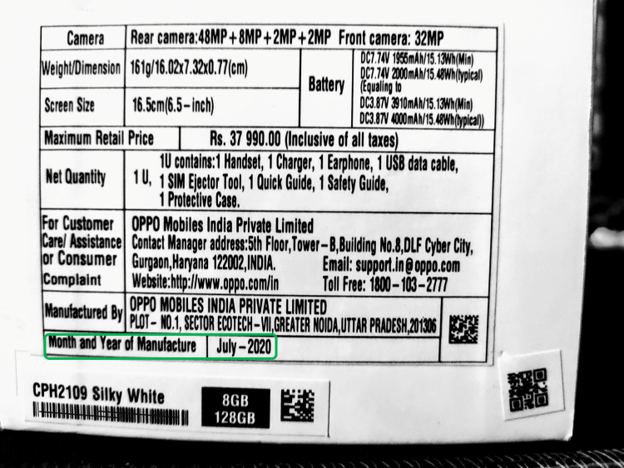 Camera Rear camera:48MP+8MP+2MP+2MP Front camera: 32MP
Weight/Dimension 161g/16.02x7.32x0.77(cm)
Screen Size 16.5cm(6.5-inch)
Battery
DC7.74V 1955mAh/15.13Wh(Min)
DC7.74V 2000mAh/15.48Wh(typical)
(Equaling to
DC3.87V 3910mAh/15.13Wh(Min)
DC3.87V 4000mAh/15.48Wh(typical))
Maximum Retail Price Rs. 37 990.00 (Inclusive of all taxes)
Net Quantity 1 U,
1U contains:1 Handset, 1 Charger, 1 Earphone, 1 USB data cable,
1 SIM Ejector Tool, 1 Quick Guide, 1 Safety Guide,
1 Protective Case.
For Customer
Care/ Assistance
or Consumer
Complaint
OPPO Mobiles India Private Limited
Contact Manager address:5th Floor,Tower-B,Building No.8,DLF Cyber City,
Gurgaon,Haryana 122002,INDIA. Email: support.in@oppo.com
Website:http://www.oppo.com/in Toll Free: 1800-103-2777
Manufactured By OPPO MOBILES INDIA PRIVATE LIMITED
PLOT- NO.1, SECTOR ECOTECH-VII,GREATER NOIDA,UTTAR PRADESH,201306
Month and Year of Manufacture July-2020
CPH2109 Silky White
8GB
128GB